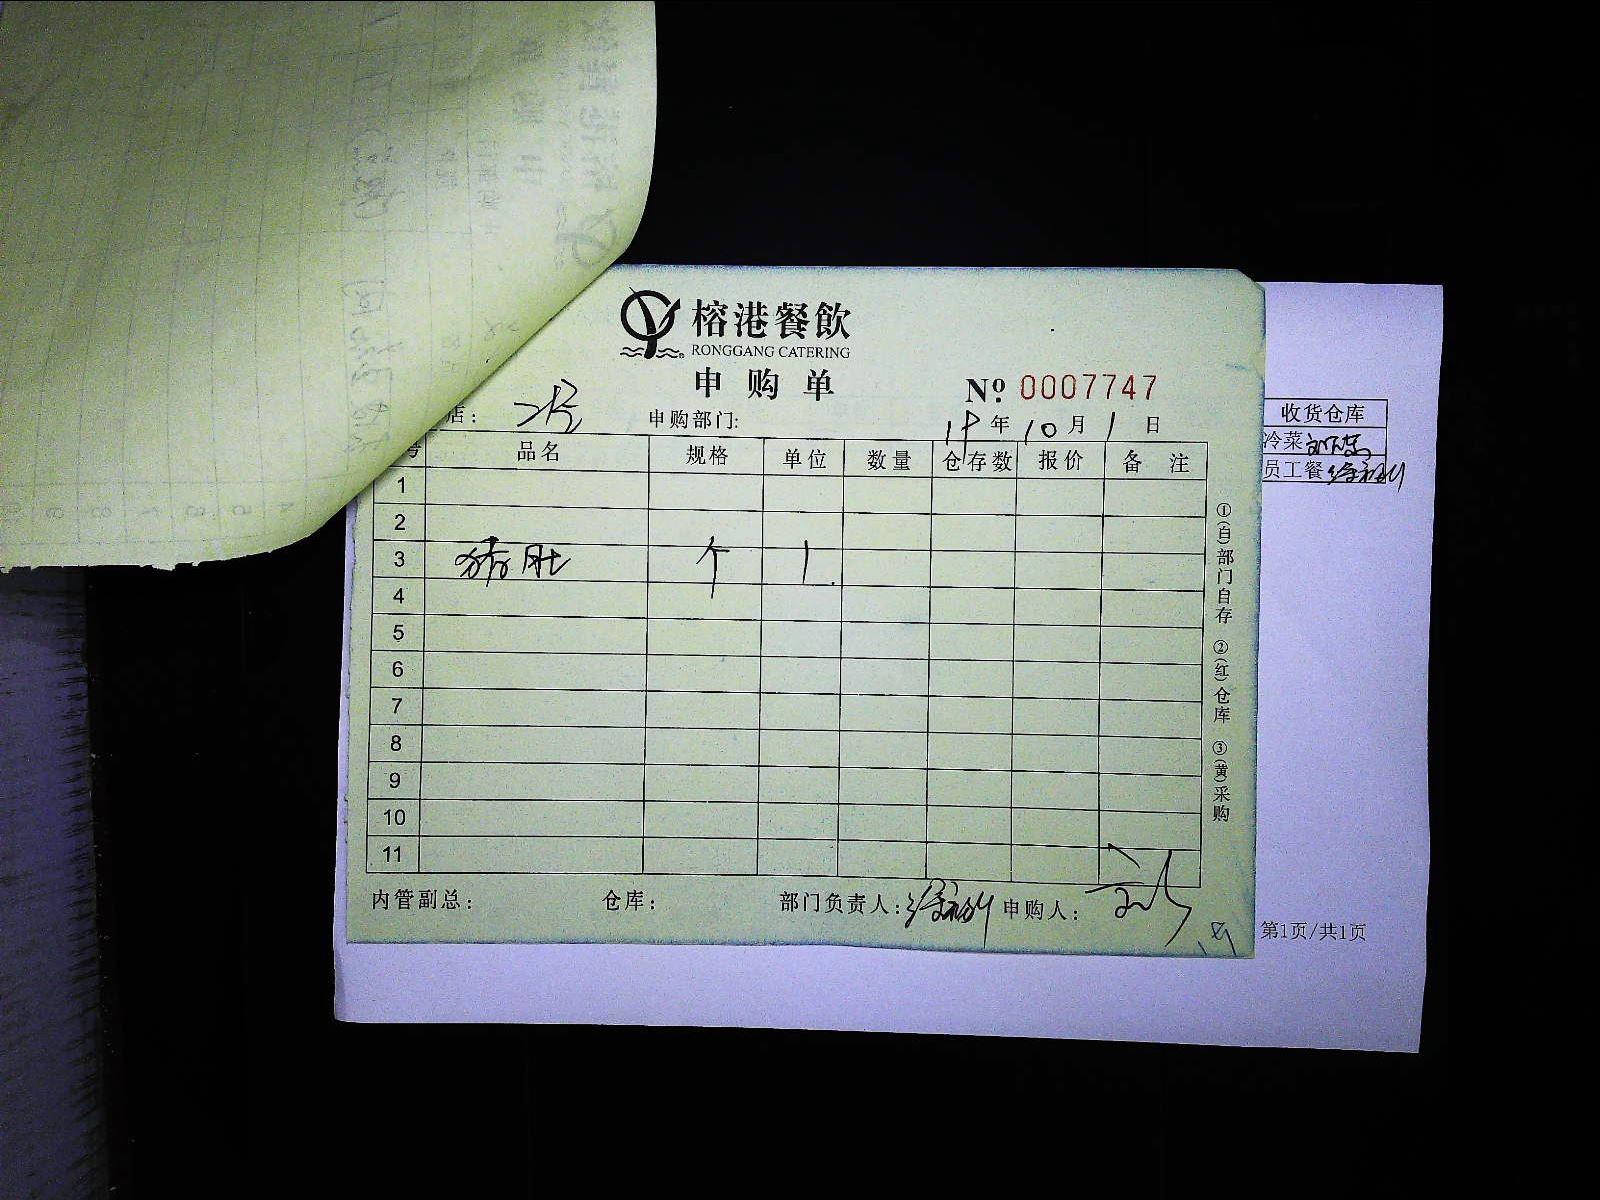 榕港餐飲
RONGGANG CATERING
申购单
№ 0007747
店： 申购部门: 年 10 月 1 日
号 品名 规格 单位 数量 仓存数 报价 备注
1
2
3 猪肚 个 1
4
5
6
7
8
9
10
11
内管副总： 仓库： 部门负责人： 申购人：
①(白)部门自存 ②(红)仓库 ③(黄)采购
收货仓库
冷菜
员工餐
第1页/共1页